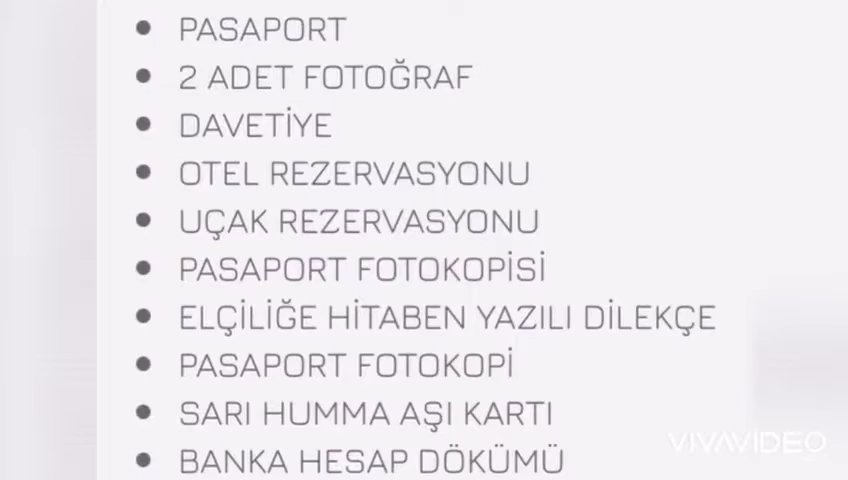 PASAPORT
2 ADET FOTOĞRAF
DAVETİYE
OTEL REZERVASYONU
UÇAK REZERVASYONU
PASAPORT FOTOKOPİSİ
ELÇİLİĞE HİTABEN YAZILI DİLEKÇE
PASAPORT FOTOKOPİ
SARI HUMMA AŞI KARTI
BANKA HESAP DÖKÜMÜ
VIVAVIDEO